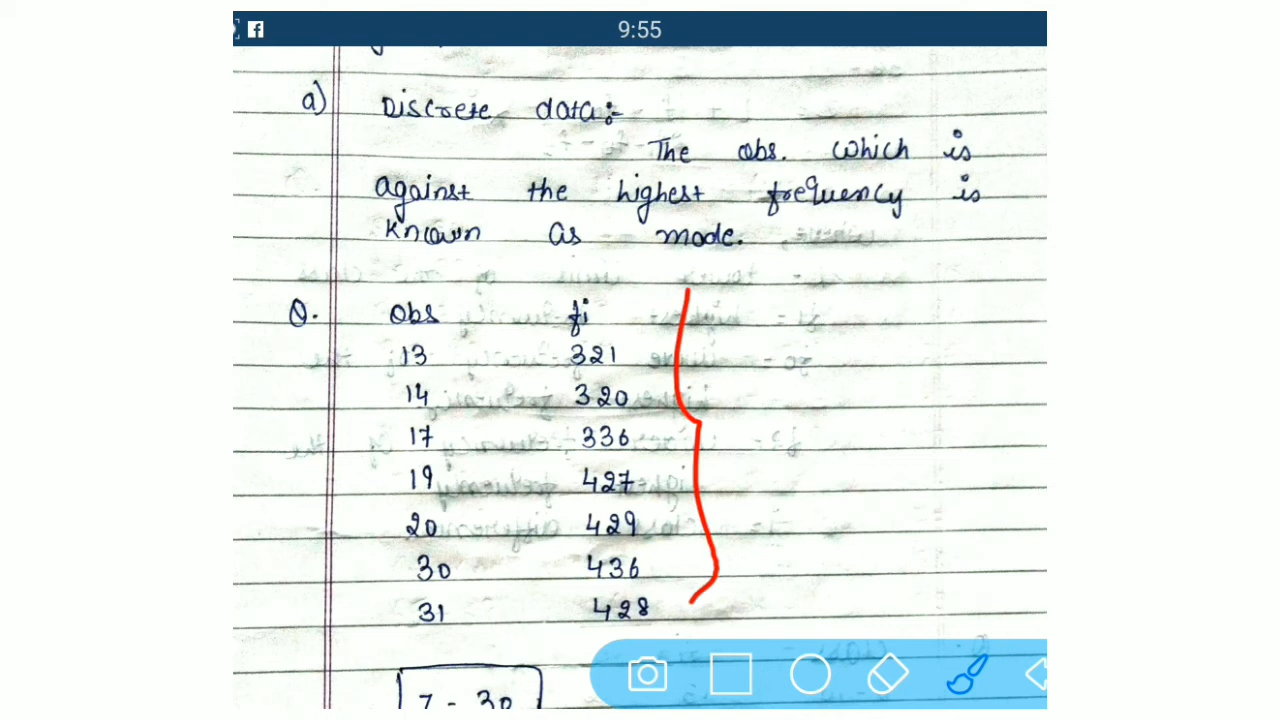 9:55
a) Discrete data:-
The obs. which is
against the highest frequency is
known as mode.
Q. obs fi
13 321
14 320
17 336
19 427
20 429
30 436
31 428
Z = 30